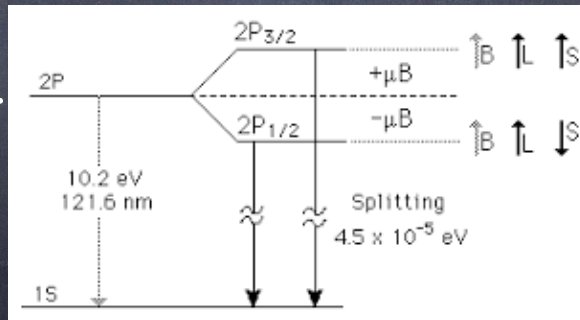 2P3/2
B L S
2P
+μB
-μB
2P1/2
B L S
10.2 eV
121.6 nm
Splitting
4.5 x 10-5 eV
1S